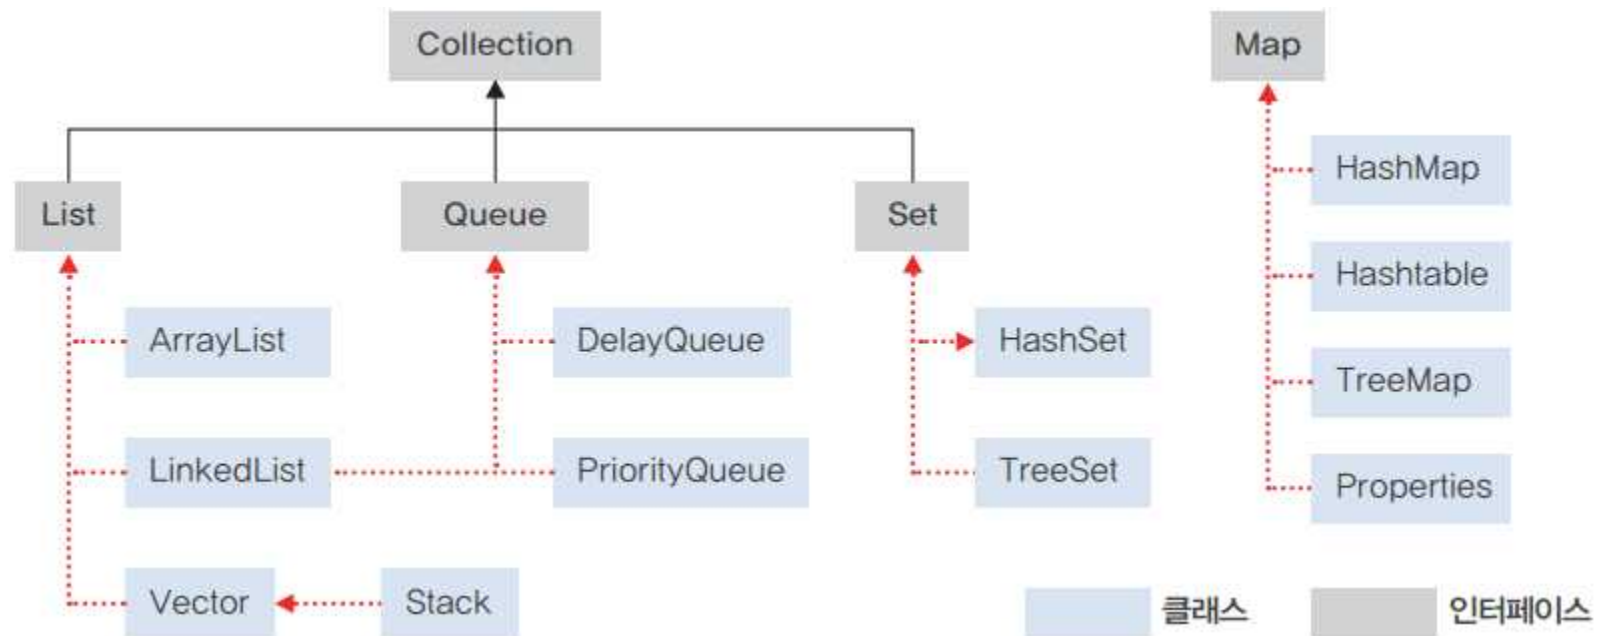 Collection
Map
List
Queue
Set
HashMap
Hashtable
TreeMap
Properties
ArrayList
DelayQueue
HashSet
LinkedList
PriorityQueue
TreeSet
Vector
Stack
클래스
인터페이스